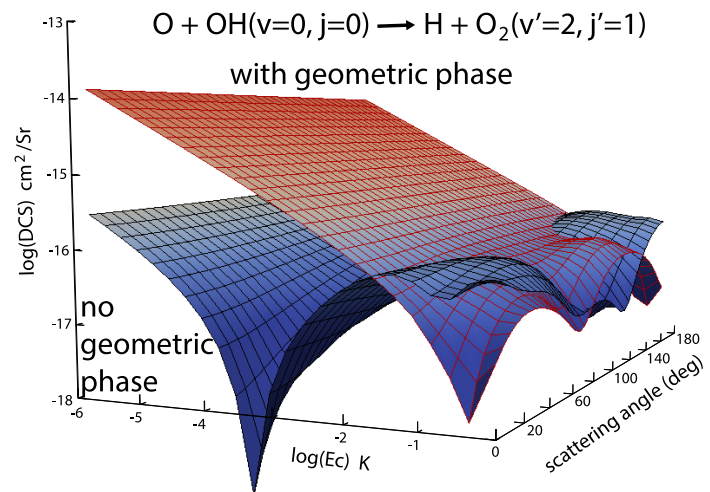 O + OH(v=0, j=0) ⟶ H + O₂(v’=2, j’=1)
with geometric phase
-13
-14
-15
-16
-17
-18
log(DCS) cm²/Sr
no
geometric
phase
-6
-5
-4
-2
-1
0
log(Ec) K
20
60
100
140
180
scattering angle (deg)